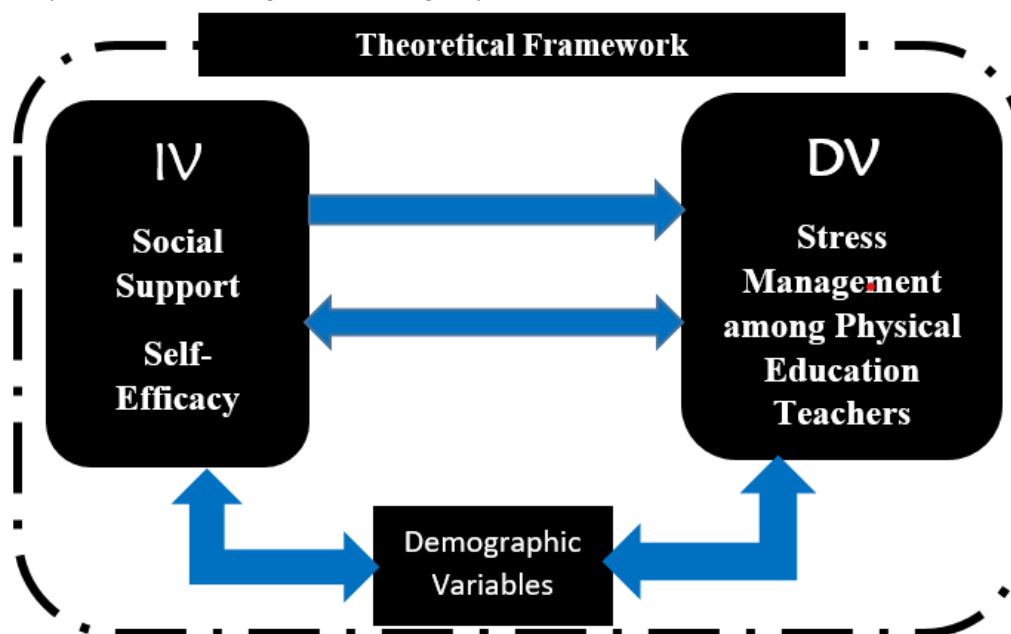 Theoretical Framework
IV
Social
Support
Self-
Efficacy
DV
Stress
Management
among Physical
Education
Teachers
Demographic
Variables